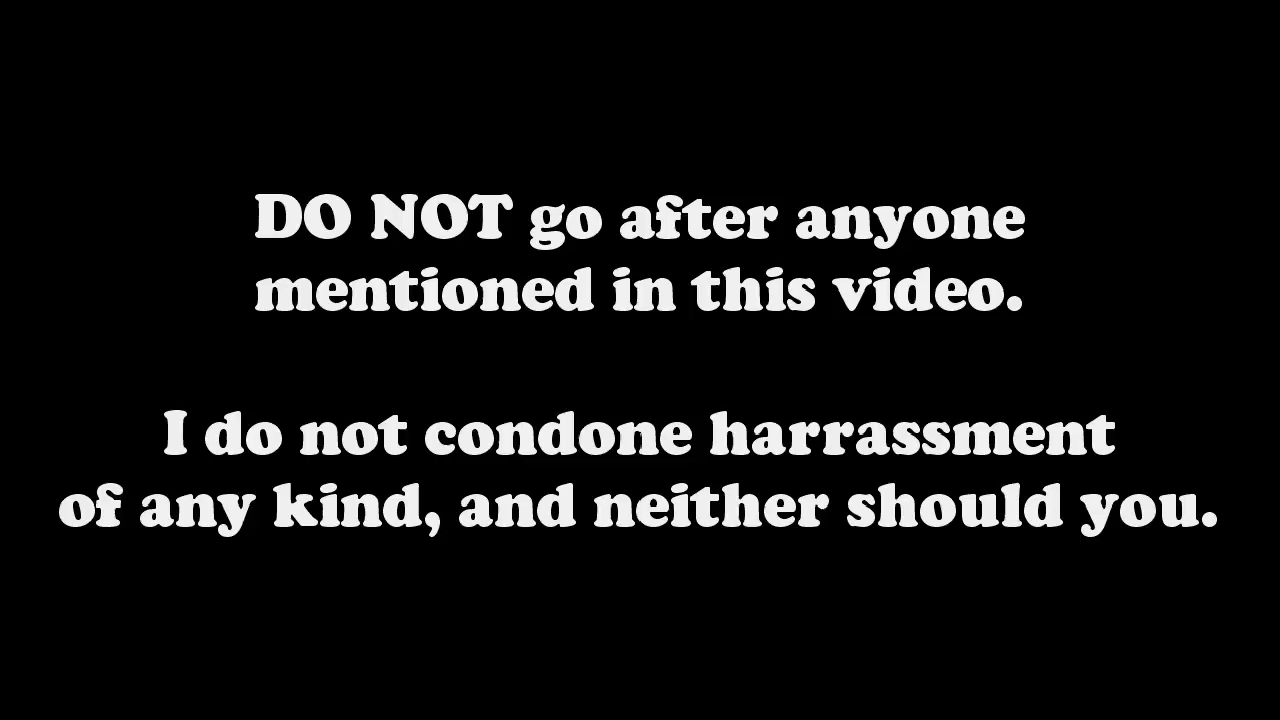 DO NOT go after anyone
mentioned in this video.
I do not condone harrassment
of any kind, and neither should you.